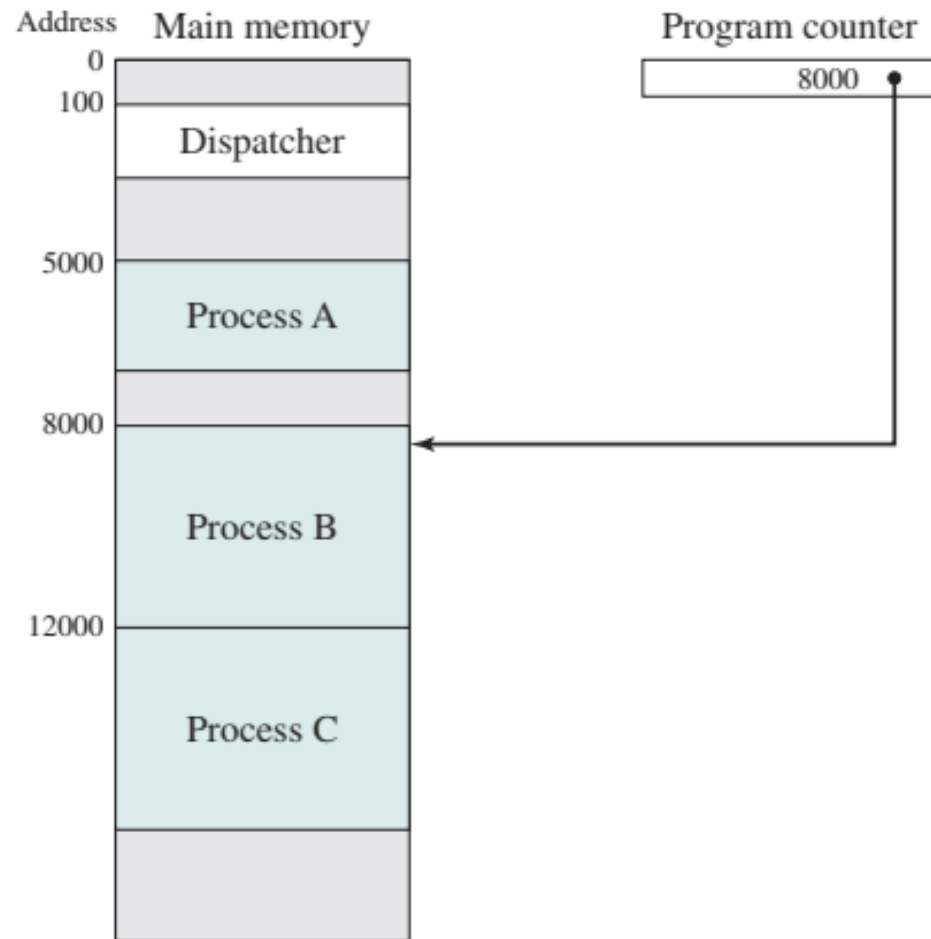 Address Main memory Program counter
0
8000
100
Dispatcher
5000
Process A
8000
Process B
12000
Process C